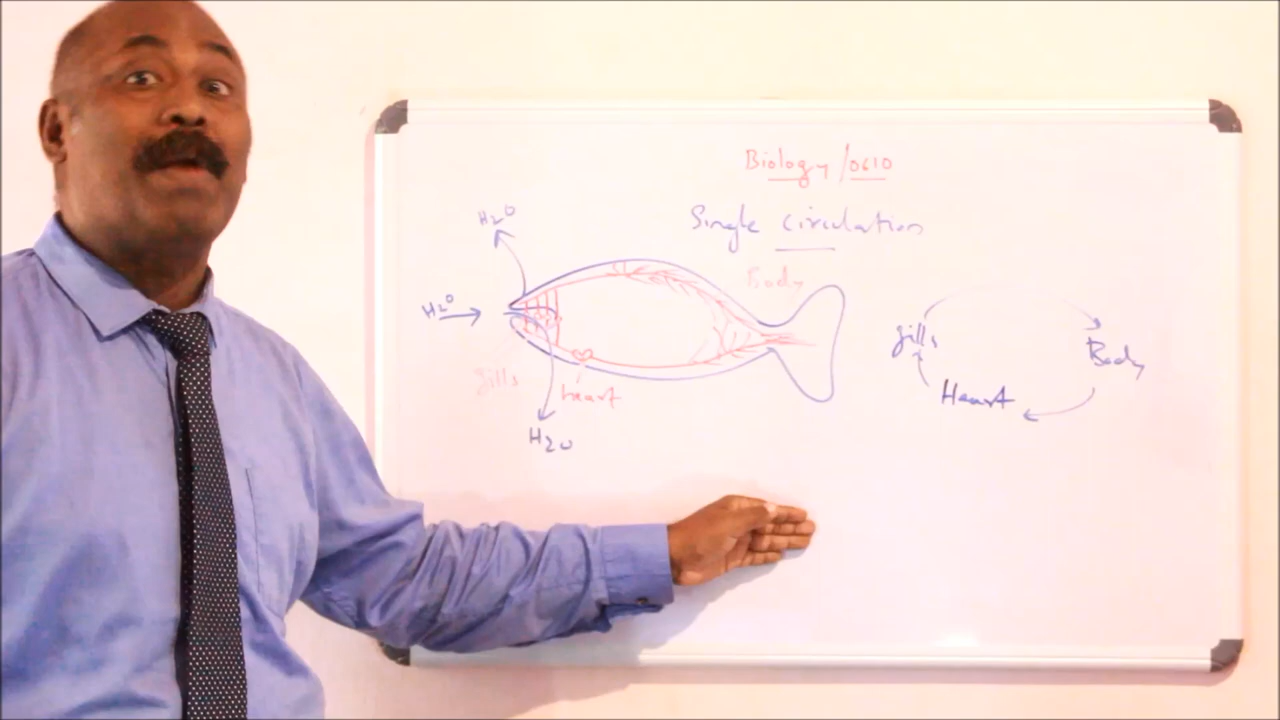 Biology/0610
Single circulation
H2O
Body
H2O
gills
Body
gills
heart
Heart
H2O